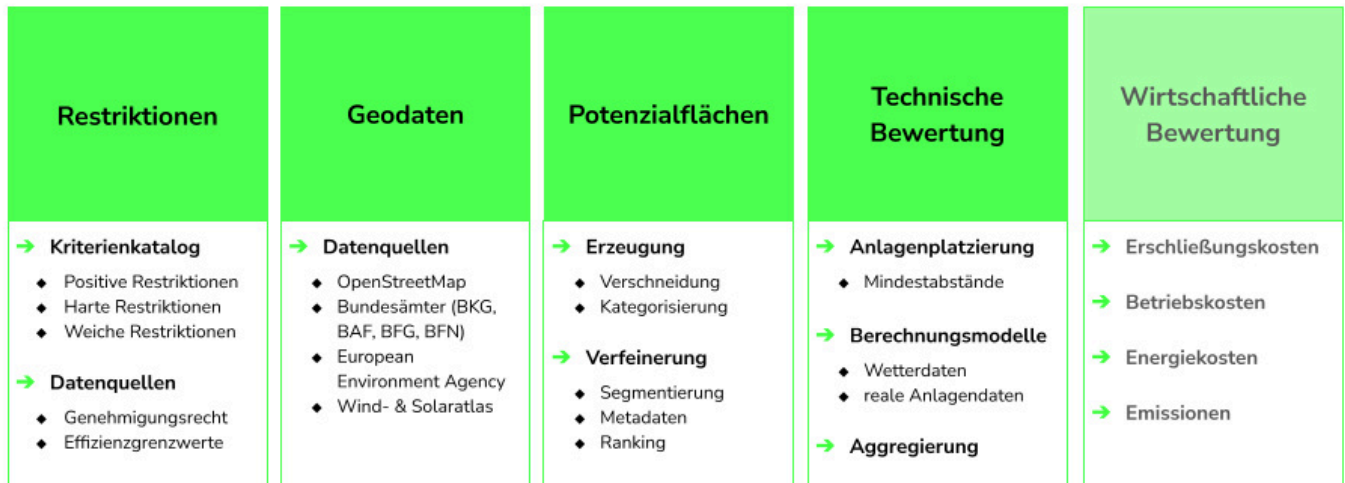 Restriktionen
Kriterienkatalog
Positive Restriktionen
Harte Restriktionen
Weiche Restriktionen
Datenquellen
Genehmigungsrecht
Effizienzgrenzwerte
Geodaten
Datenquellen
OpenStreetMap
Bundesämter (BKG,
BAF, BFG, BFN)
European
Environment Agency
Wind- & Solaratlas
Potenzialflächen
Erzeugung
Verschneidung
Kategorisierung
Verfeinerung
Segmentierung
Metadaten
Ranking
Technische
Bewertung
Anlagenplatzierung
Mindestabstände
Berechnungsmodelle
Wetterdaten
reale Anlagendaten
Aggregierung
Wirtschaftliche
Bewertung
Erschließungskosten
Betriebskosten
Energiekosten
Emissionen